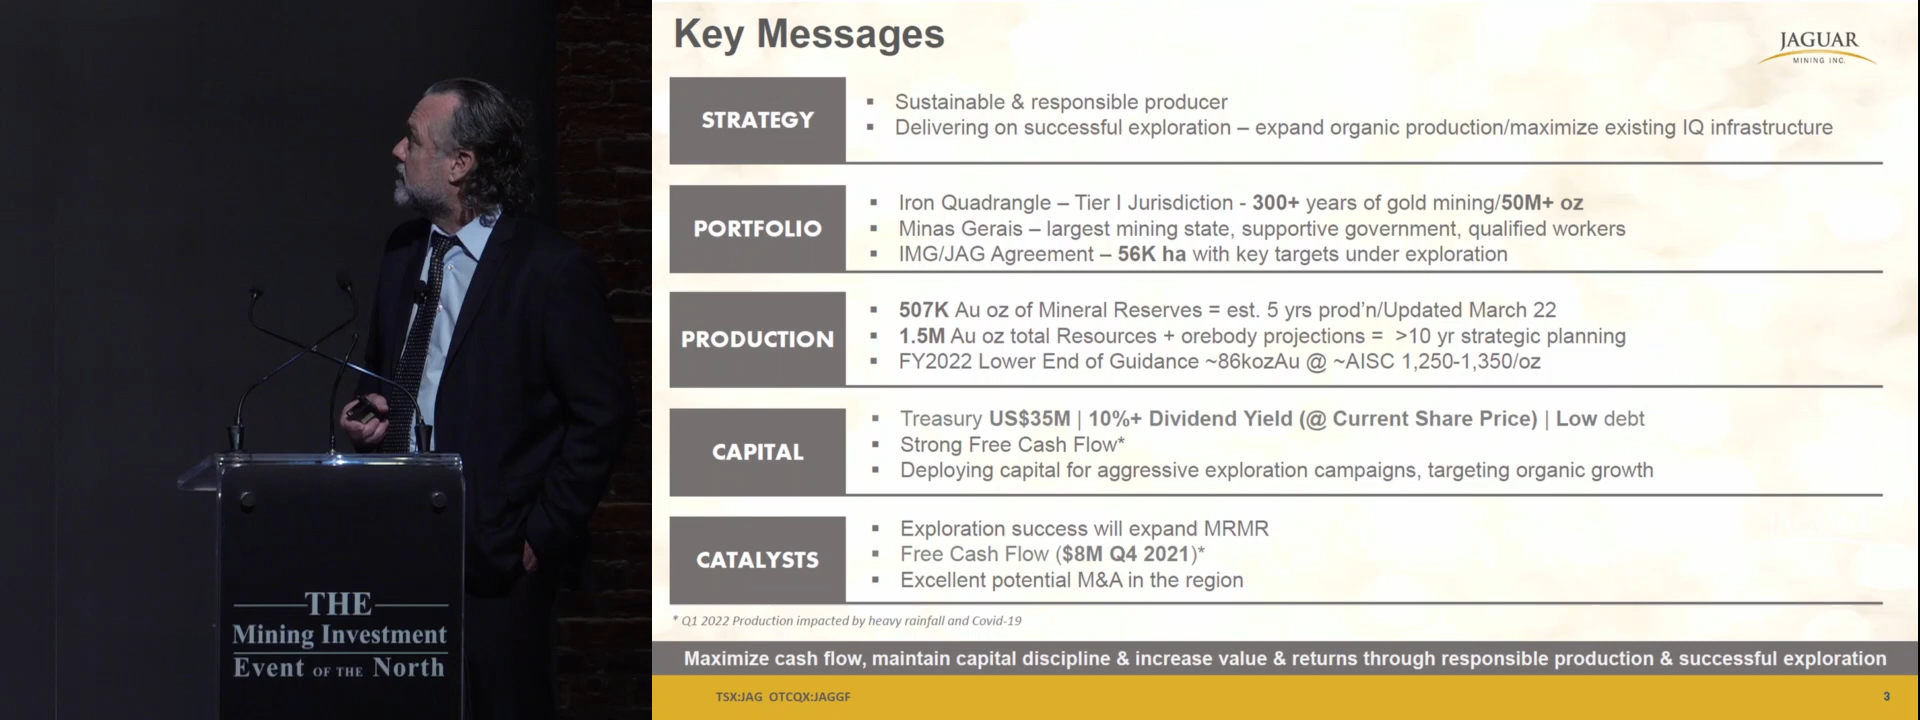 Key Messages
JAGUAR
MINING INC.
STRATEGY
▪ Sustainable & responsible producer
▪ Delivering on successful exploration – expand organic production/maximize existing IQ infrastructure
PORTFOLIO
▪ Iron Quadrangle – Tier I Jurisdiction - 300+ years of gold mining/50M+ oz
▪ Minas Gerais – largest mining state, supportive government, qualified workers
▪ IMG/JAG Agreement – 56K ha with key targets under exploration
PRODUCTION
▪ 507K Au oz of Mineral Reserves = est. 5 yrs prod'n/Updated March 22
▪ 1.5M Au oz total Resources + orebody projections = >10 yr strategic planning
▪ FY2022 Lower End of Guidance ~86kozAu @ ~AISC 1,250-1,350/oz
CAPITAL
▪ Treasury US$35M | 10%+ Dividend Yield (@ Current Share Price) | Low debt
▪ Strong Free Cash Flow*
▪ Deploying capital for aggressive exploration campaigns, targeting organic growth
CATALYSTS
▪ Exploration success will expand MRMR
▪ Free Cash Flow ($8M Q4 2021)*
▪ Excellent potential M&A in the region
* Q1 2022 Production impacted by heavy rainfall and Covid-19
Maximize cash flow, maintain capital discipline & increase value & returns through responsible production & successful exploration
TSX:JAG OTCQX:JAGGF
3
THE
Mining Investment
Event OF THE North